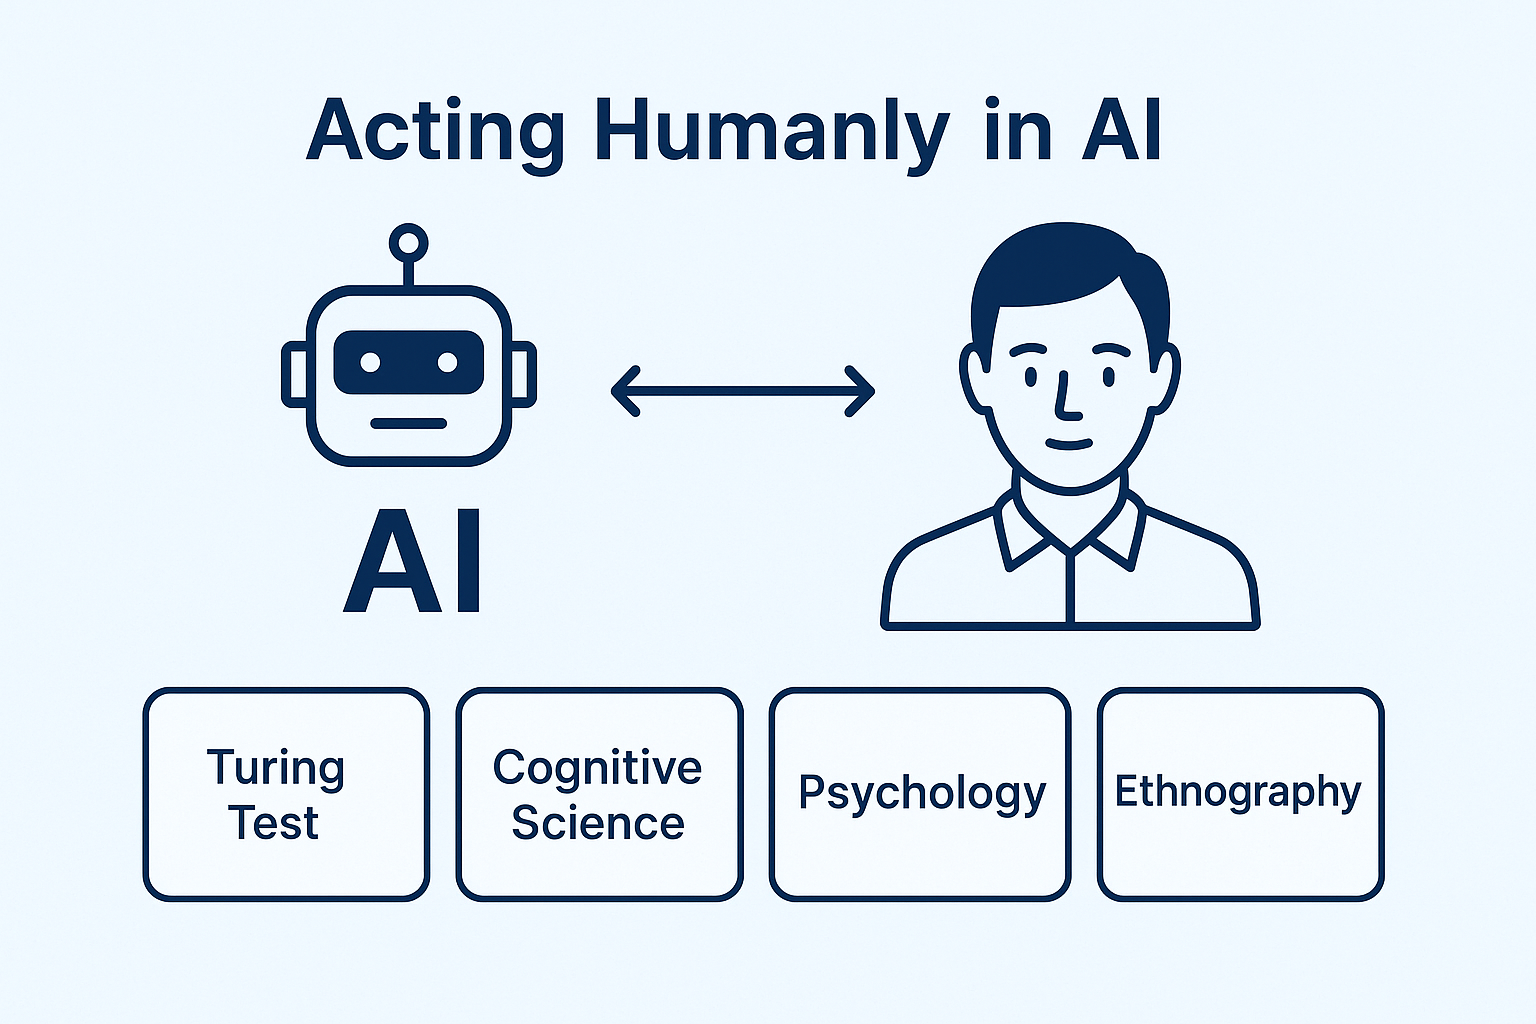 Acting Humanly in AI
AI
Turing
Test
Cognitive
Science
Psychology
Ethnography